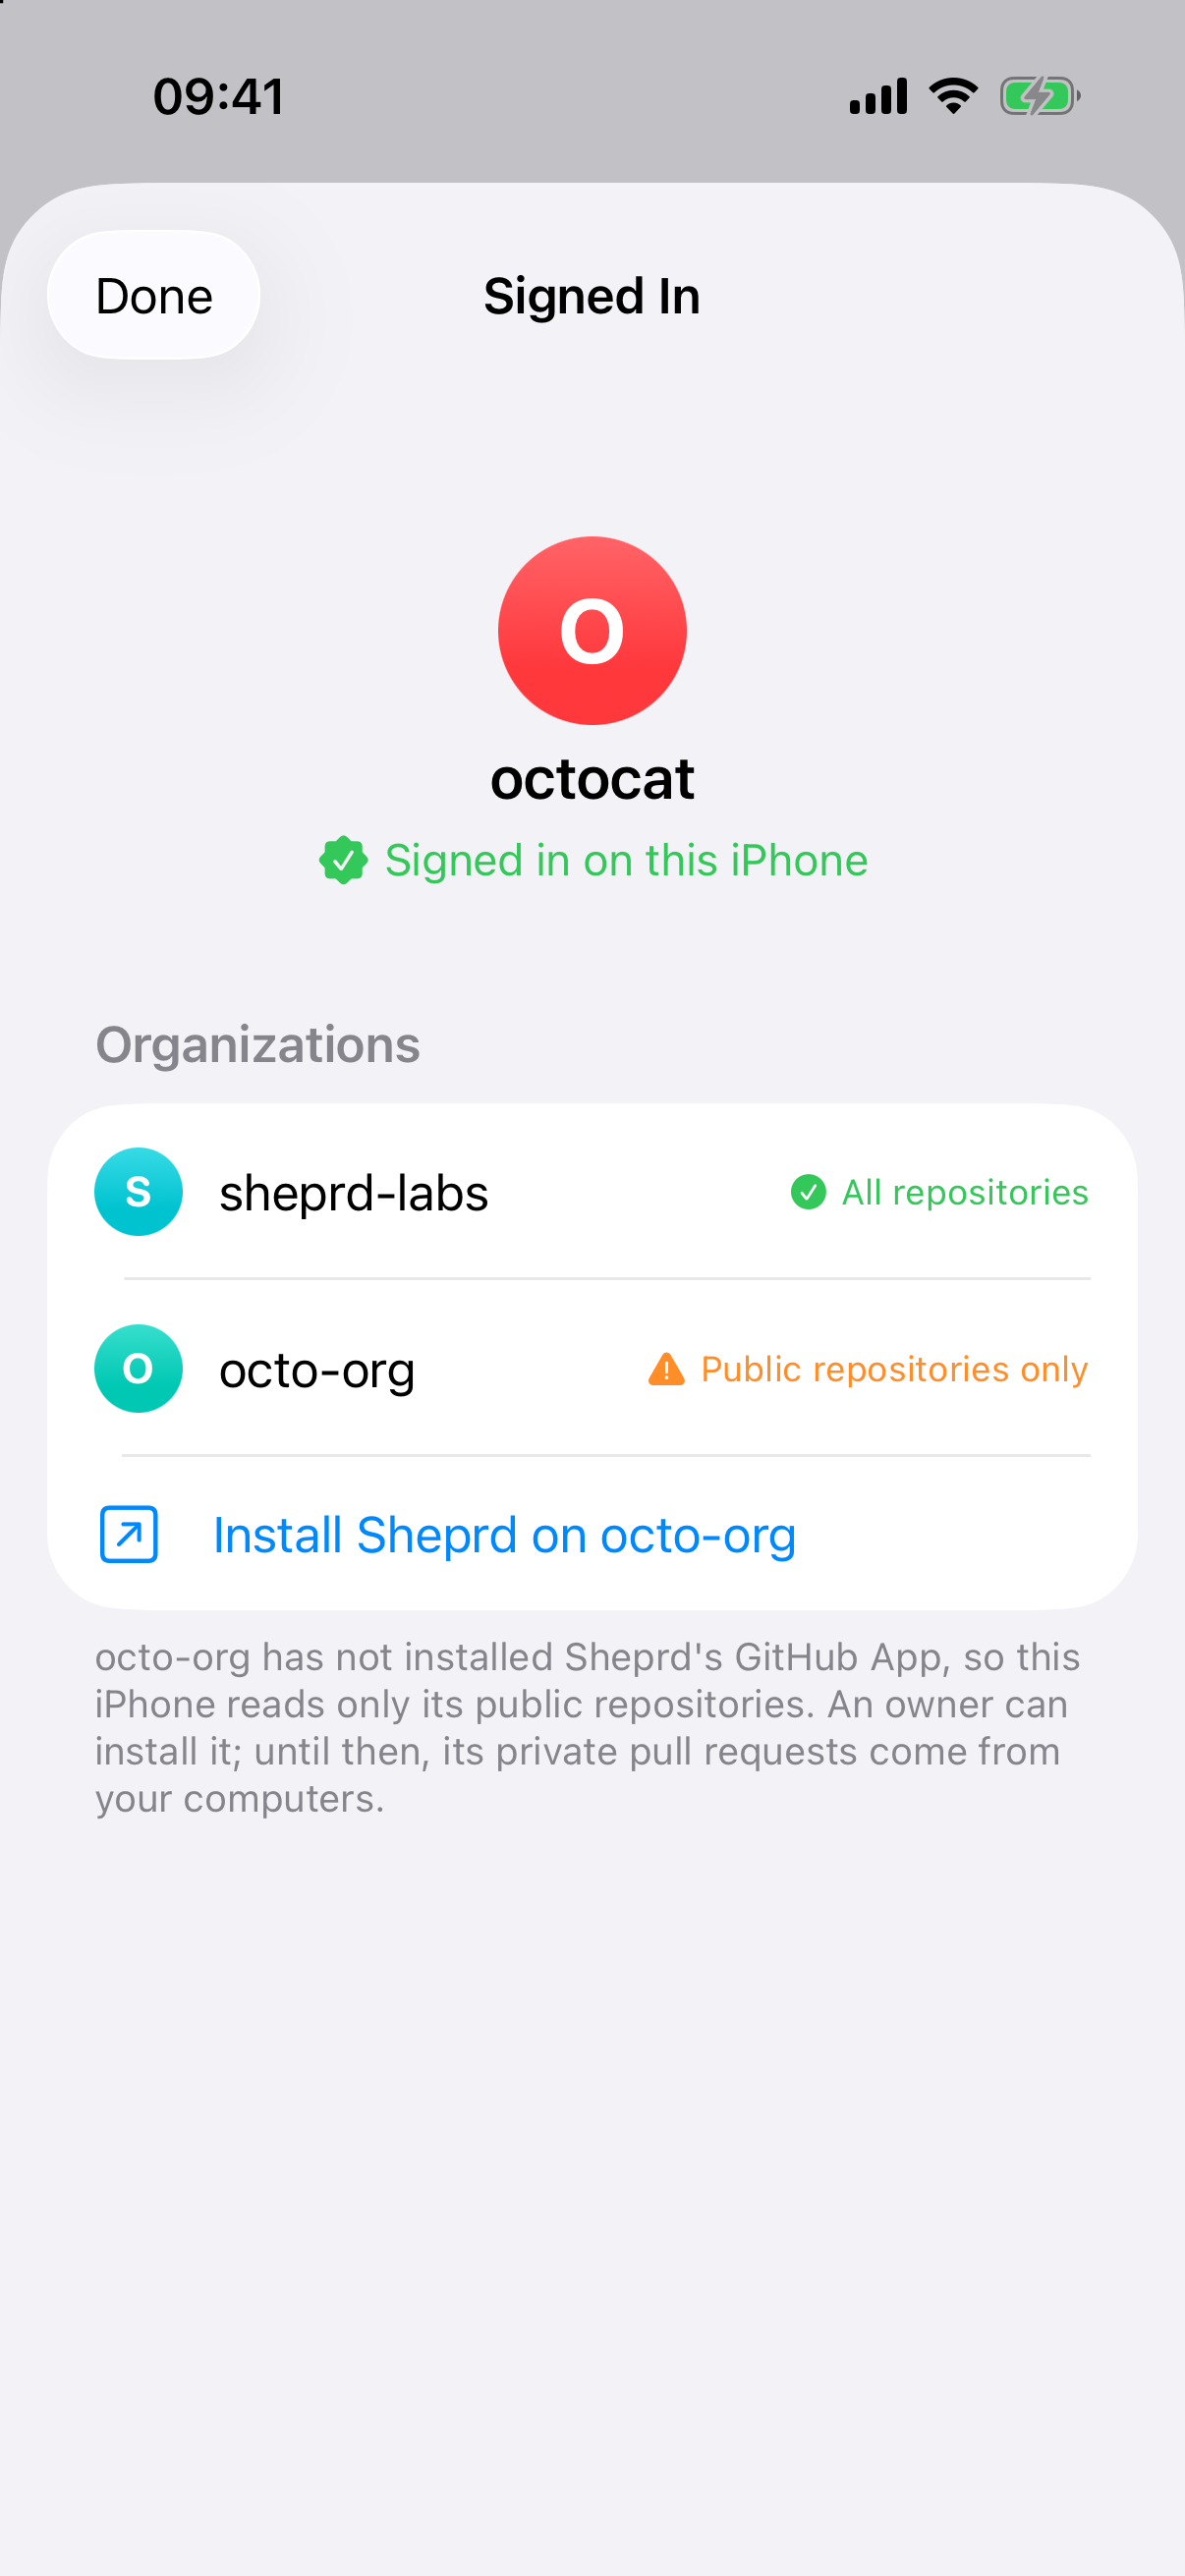 09:41
Done
Signed In
O
octocat
Signed in on this iPhone
Organizations
S
sheprd-labs
All repositories
O
octo-org
Public repositories only
Install Sheprd on octo-org
octo-org has not installed Sheprd's GitHub App, so this
iPhone reads only its public repositories. An owner can
install it; until then, its private pull requests come from
your computers.